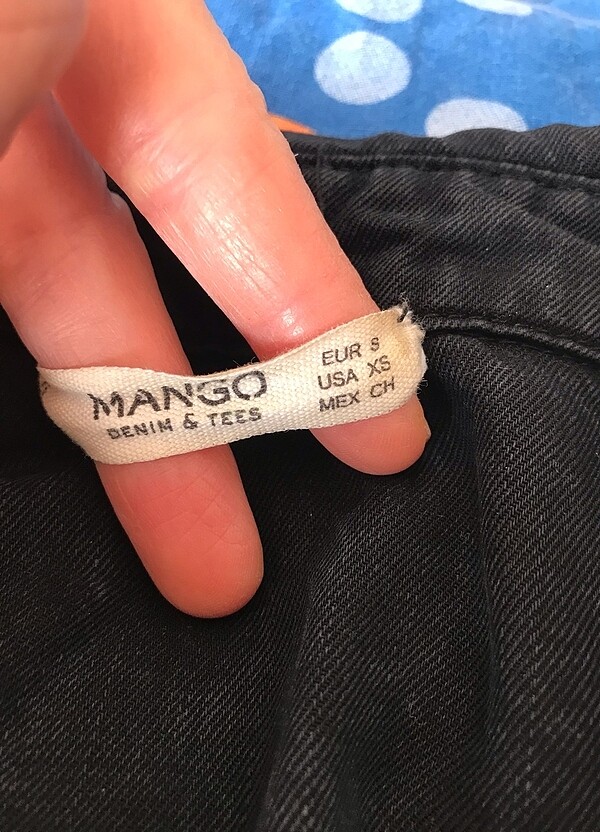 MANGO
DENIM & TEES
EUR S
USA XS
MEX CH